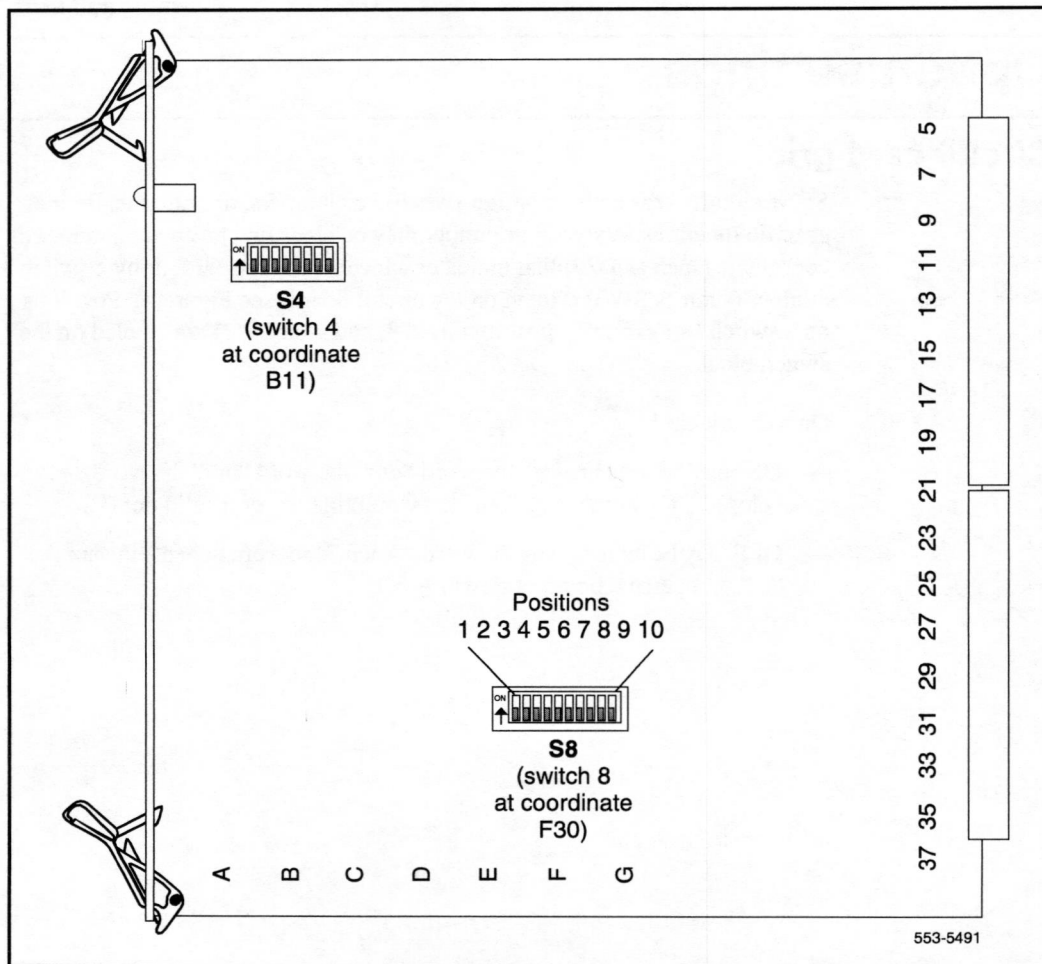 5
7
9
11
ON
S4
(switch 4
at coordinate
B11)
13
15
17
19
21
23
25
Positions
1 2 3 4 5 6 7 8 9 10
27
29
ON
31
S8
(switch 8
at coordinate
F30)
33
35
37
A B C D E F G
553-5491